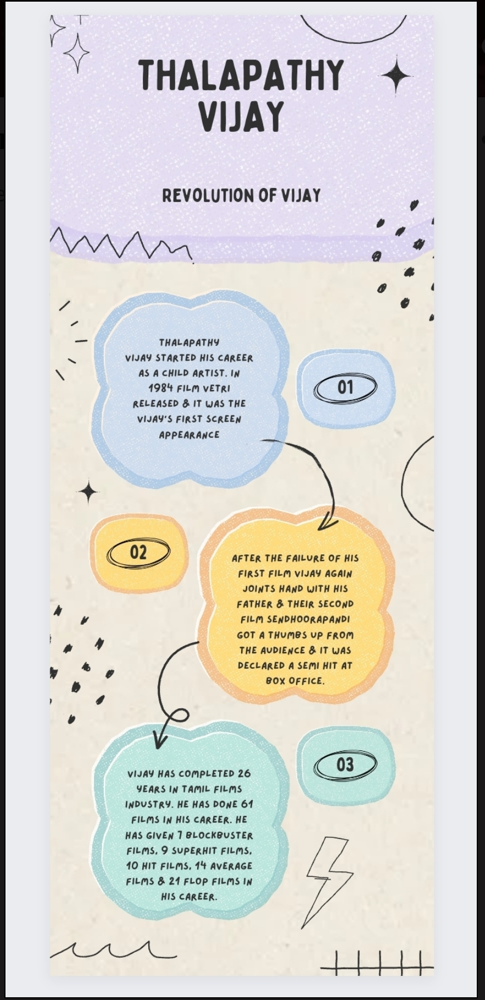 THALAPATHY
VIJAY
REVOLUTION OF VIJAY
THALAPATHY
VIJAY STARTED HIS CAREER
AS A CHILD ARTIST. IN
1984 FILM VETRI
RELEASED & IT WAS THE
VIJAY'S FIRST SCREEN
APPEARANCE
01
02
AFTER THE FAILURE OF HIS
FIRST FILM VIJAY AGAIN
JOINTS HAND WITH HIS
FATHER & THEIR SECOND
FILM SENDHOORAPANDI
GOT A THUMBS UP FROM
THE AUDIENCE & IT WAS
DECLARED A SEMI HIT AT
BOX OFFICE.
VIJAY HAS COMPLETED 26
YEARS IN TAMIL FILMS
INDUSTRY. HE HAS DONE 61
FILMS IN HIS CAREER. HE
HAS GIVEN 7 BLOCKBUSTER
FILMS, 9 SUPERHIT FILMS,
10 HIT FILMS, 14 AVERAGE
FILMS & 21 FLOP FILMS IN
HIS CAREER.
03